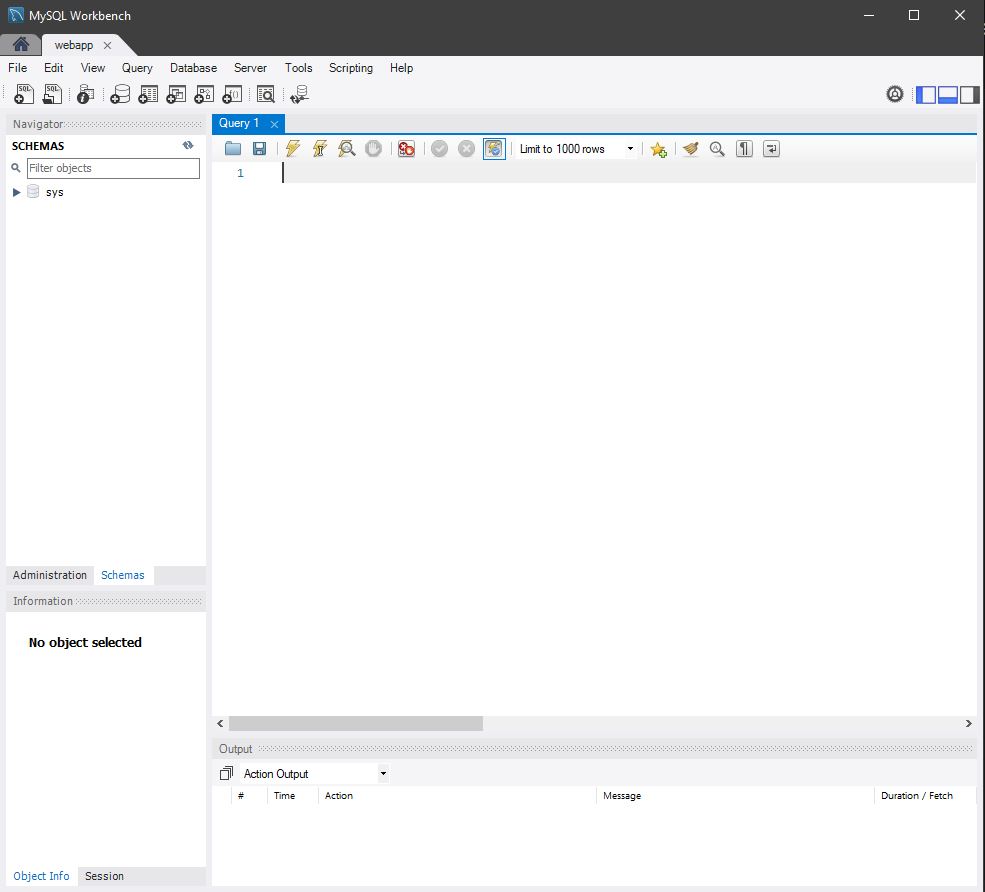 MySQL Workbench
webapp
File Edit View Query Database Server Tools Scripting Help
Navigator
SCHEMAS
Filter objects
sys
Administration Schemas
Information
No object selected
Object Info Session
Query 1
Limit to 1000 rows
1
Output
Action Output
# Time Action Message Duration / Fetch